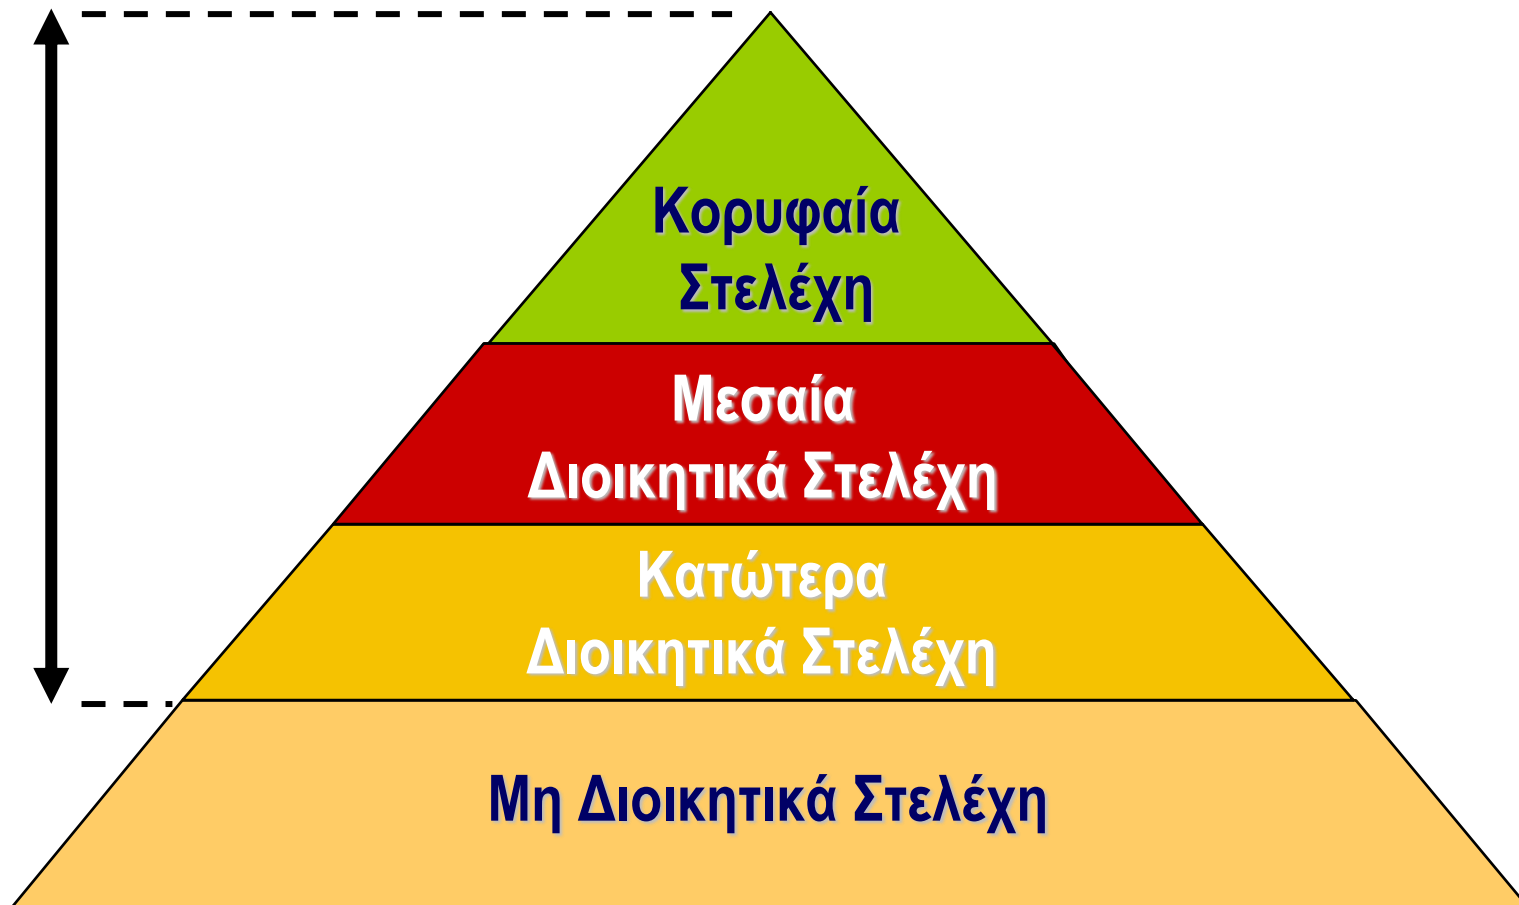 Κορυφαία
Στελέχη
Μεσαία
Διοικητικά Στελέχη
Κατώτερα
Διοικητικά Στελέχη
Μη Διοικητικά Στελέχη